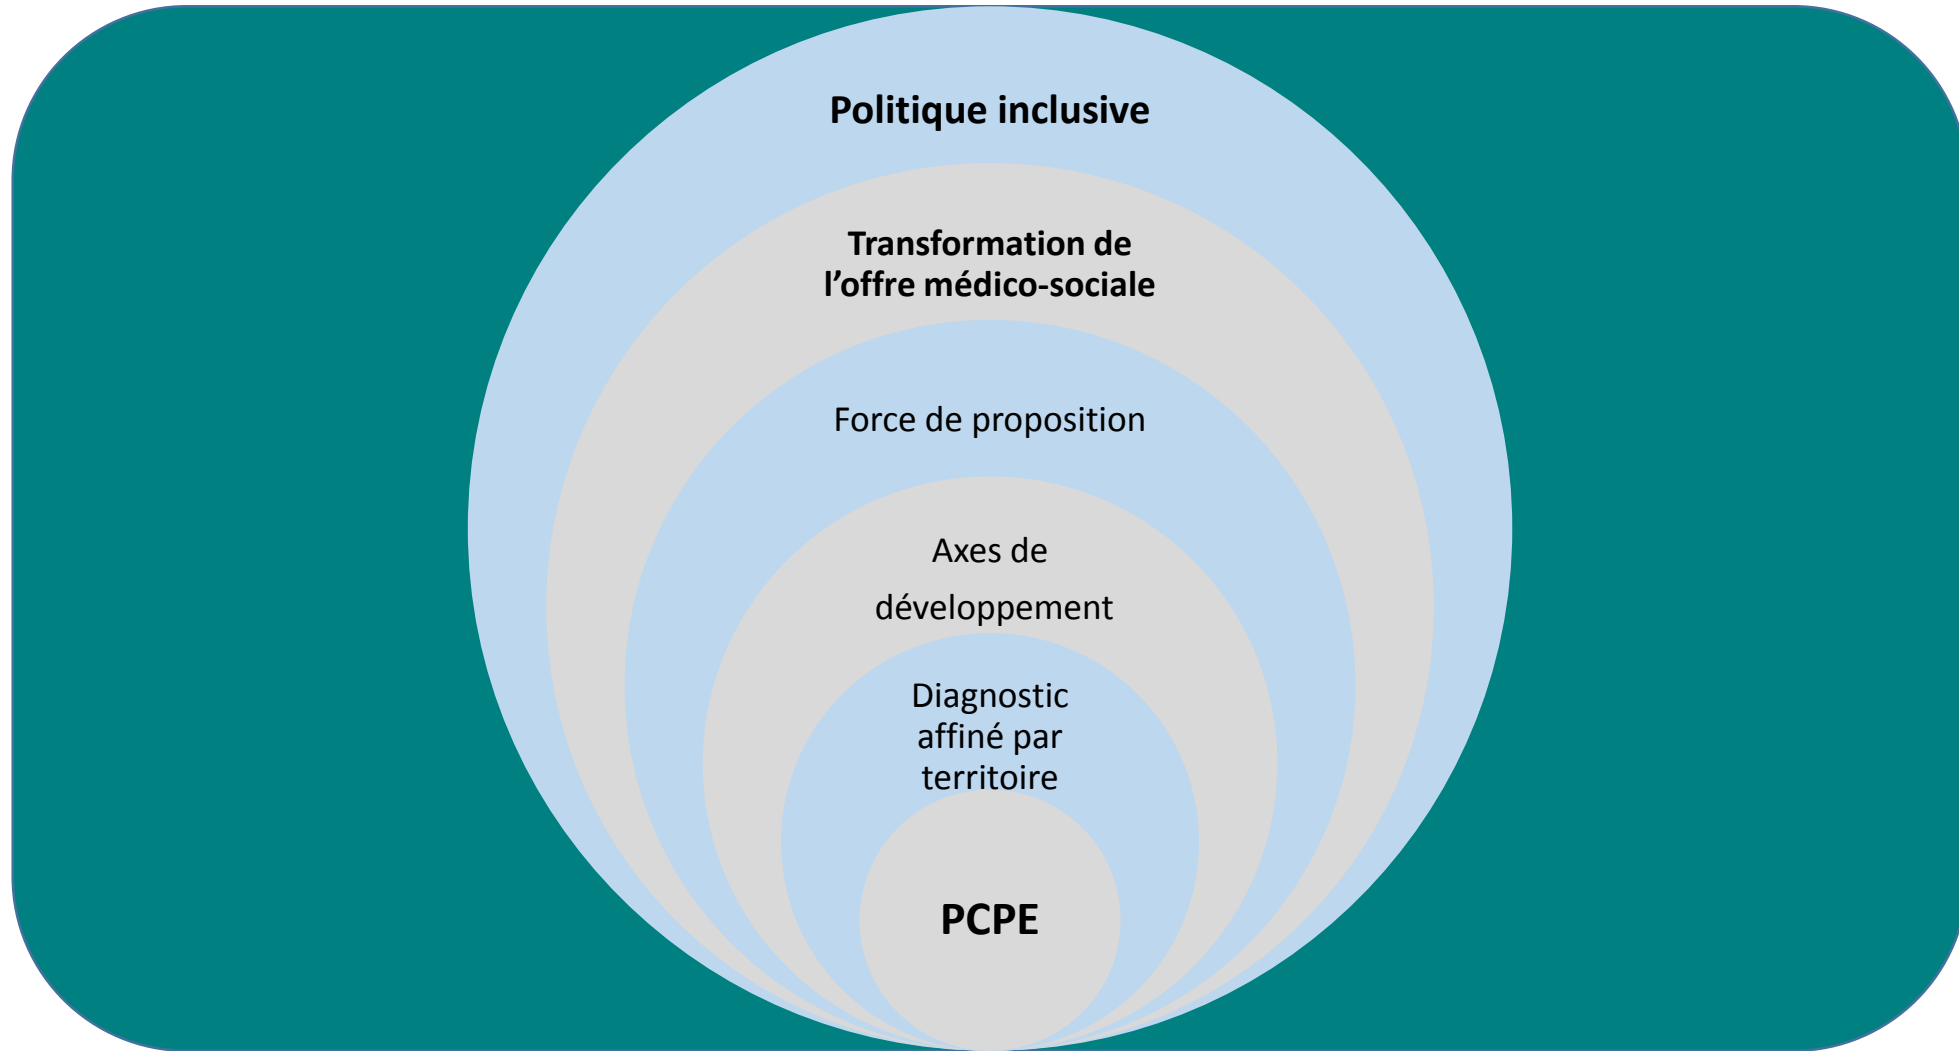 Politique inclusive
Transformation de
l’offre médico-sociale
Force de proposition
Axes de
développement
Diagnostic
affiné par
territoire
PCPE